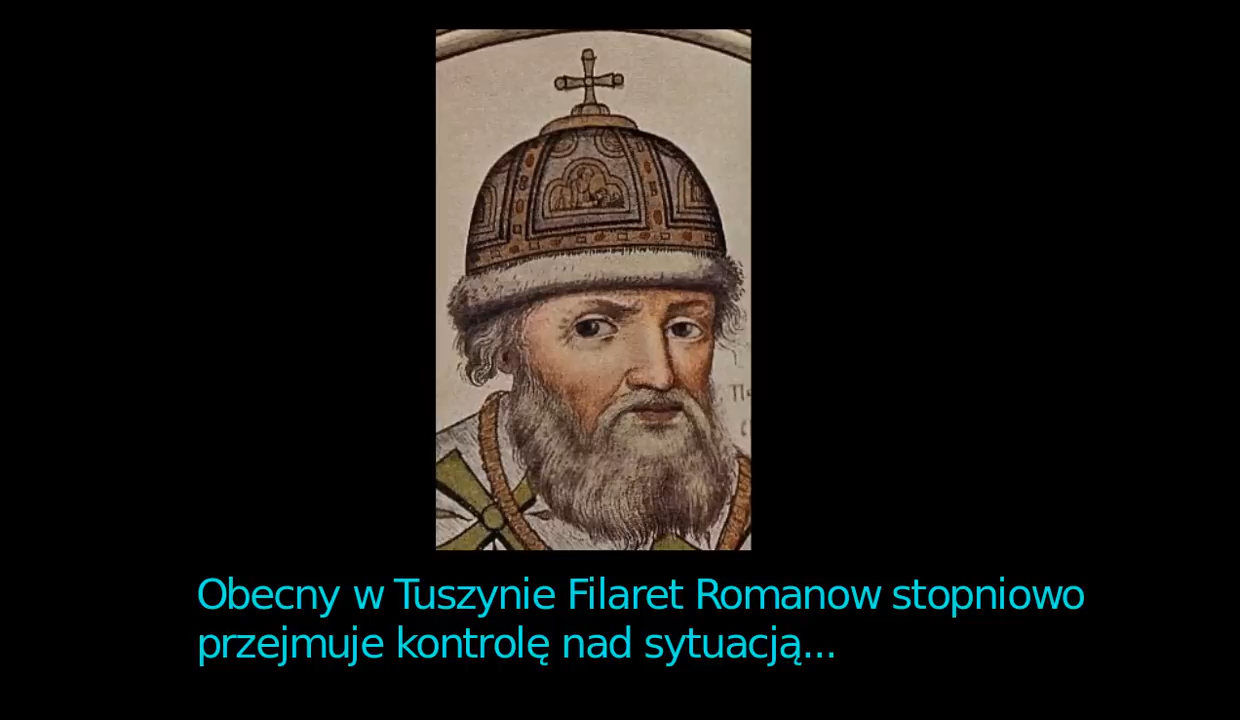 Obecny w Tuszynie Filaret Romanow stopniowo
przejmuje kontrolę nad sytuacją...